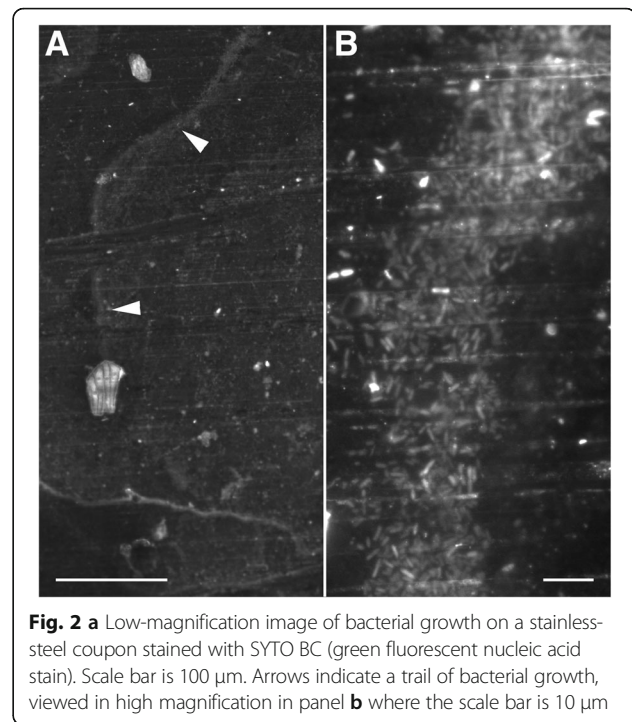 A B
Fig. 2 a Low-magnification image of bacterial growth on a stainless-
steel coupon stained with SYTO BC (green fluorescent nucleic acid
stain). Scale bar is 100 μm. Arrows indicate a trail of bacterial growth,
viewed in high magnification in panel b where the scale bar is 10 μm